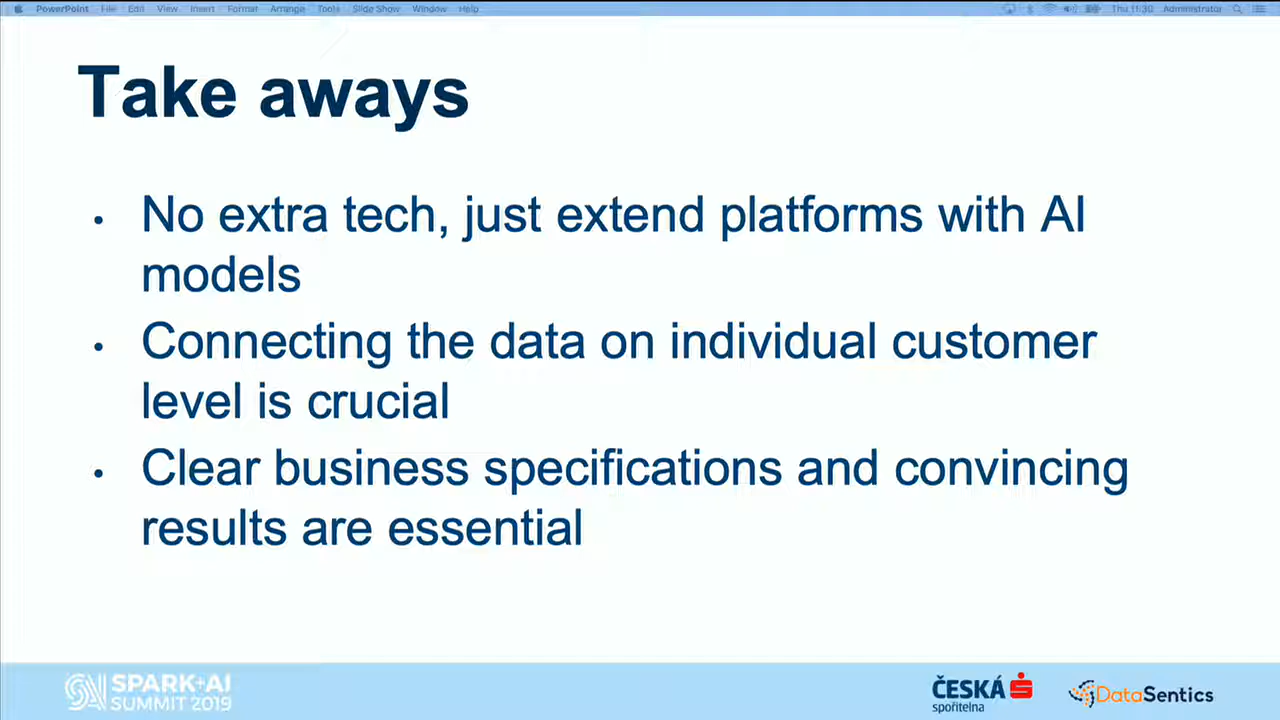 PowerPoint File Edit View Insert Format Arrange Tools Slide Show Window Help Thu 11:30 Administrator
Take aways
• No extra tech, just extend platforms with AI
models
• Connecting the data on individual customer
level is crucial
• Clear business specifications and convincing
results are essential
SPARK+AI
SUMMIT 2019
ČESKÁ
spořitelna
DataSentics